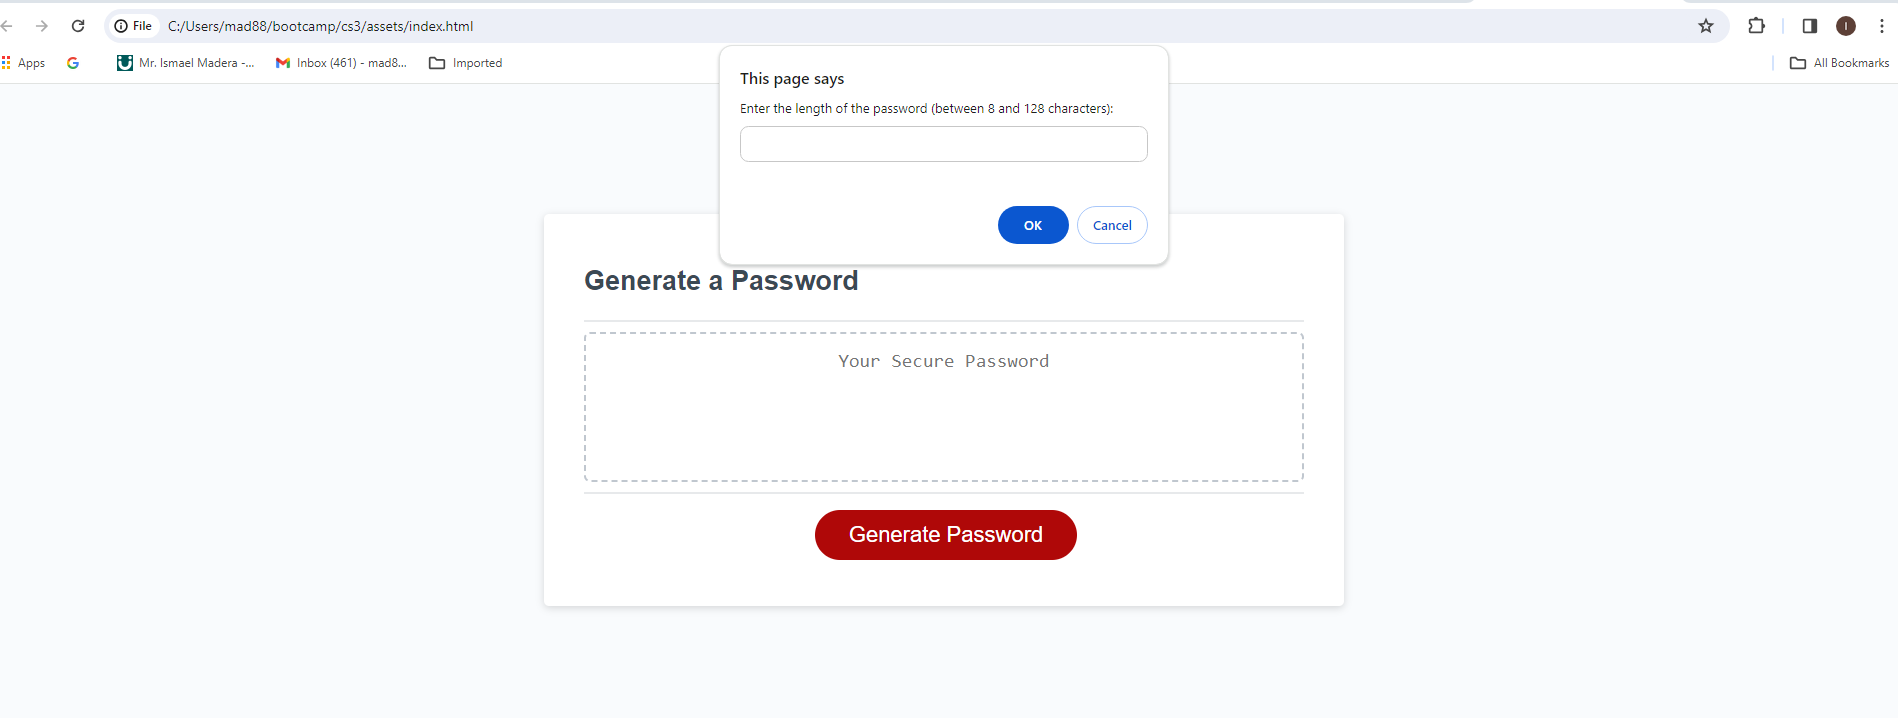 File C:/Users/mad88/bootcamp/cs3/assets/index.html
I
Apps G Mr. Ismael Madera -... Inbox (461) - mad8... Imported All Bookmarks
This page says
Enter the length of the password (between 8 and 128 characters):
OK Cancel
Generate a Password
Your Secure Password
Generate Password